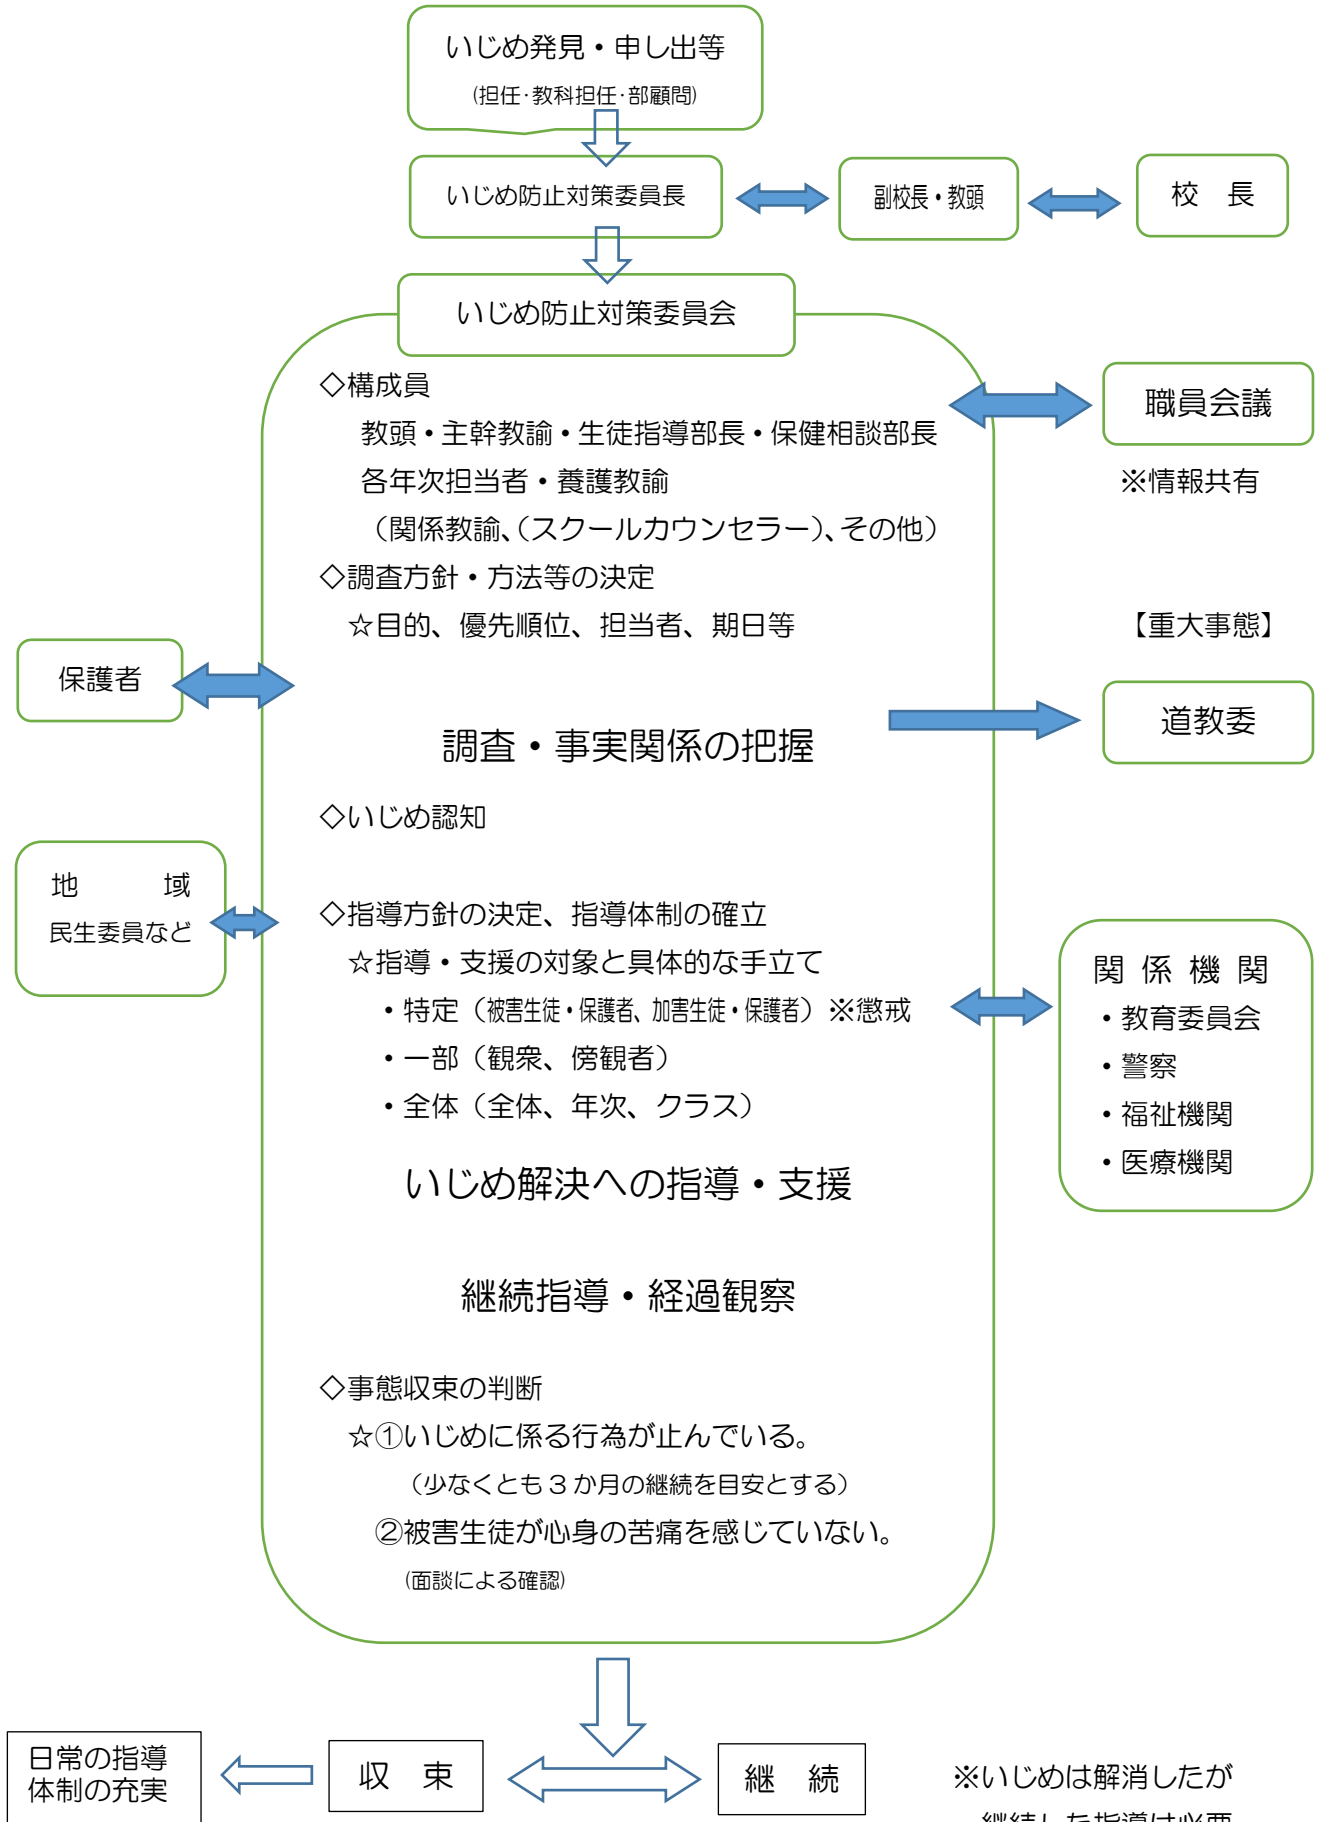 いじめ発見・申し出等
(担任・教科担任・部顧問)
いじめ防止対策委員長
副校長・教頭
校　長
いじめ防止対策委員会
◇構成員
教頭・主幹教諭・生徒指導部長・保健相談部長
各年次担当者・養護教諭
（関係教諭、（スクールカウンセラー）、その他）
職員会議
※情報共有
◇調査方針・方法等の決定
☆目的、優先順位、担当者、期日等
【重大事態】
保護者
道教委
調査・事実関係の把握
◇いじめ認知
地　　域
民生委員など
◇指導方針の決定、指導体制の確立
☆指導・支援の対象と具体的な手立て
・特定（被害生徒・保護者、加害生徒・保護者）※懲戒
・一部（観衆、傍観者）
・全体（全体、年次、クラス）
関 係 機 関
・教育委員会
・警察
・福祉機関
・医療機関
いじめ解決への指導・支援
継続指導・経過観察
◇事態収束の判断
☆①いじめに係る行為が止んでいる。
（少なくとも３か月の継続を目安とする）
②被害生徒が心身の苦痛を感じていない。
(面談による確認)
日常の指導
体制の充実
収　束
継　続
※いじめは解消したが
継続した指導は必要